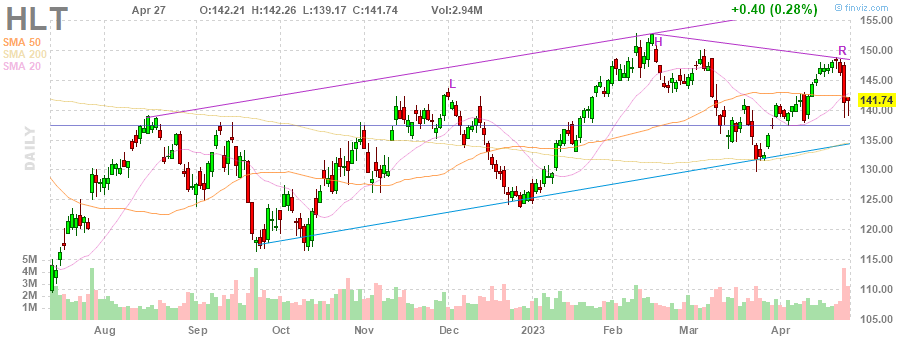 HLT
Apr 27 O:142.21 H:142.26 L:139.17 C:141.74 Vol:2.94M
+0.40 (0.28%)
© finviz.com
SMA 50
SMA 200
SMA 20
DAILY
155.00
150.00
145.00
141.74
140.00
135.00
130.00
125.00
120.00
115.00
110.00
105.00
L
H
R
5M
4M
3M
2M
1M
Aug Sep Oct Nov Dec 2023 Feb Mar Apr